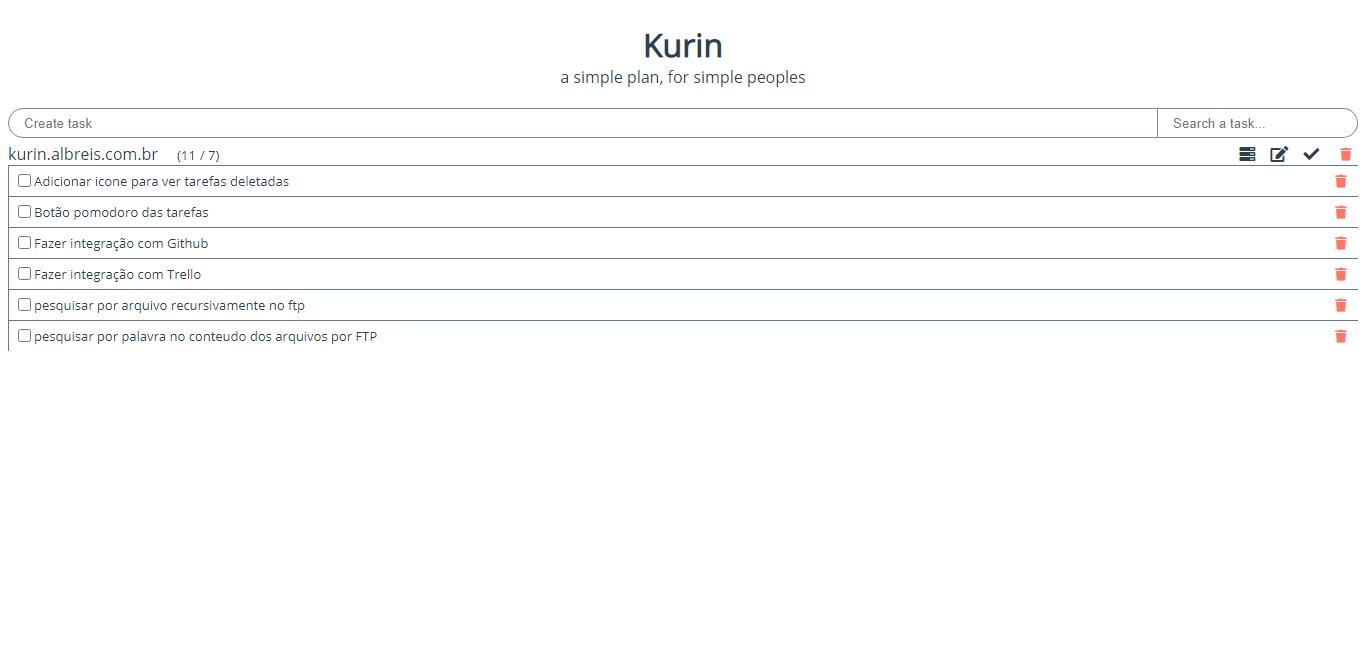 Kurin
a simple plan, for simple peoples
Create task Search a task...
kurin.albreis.com.br (11 / 7)
Adicionar icone para ver tarefas deletadas
Botão pomodoro das tarefas
Fazer integração com Github
Fazer integração com Trello
pesquisar por arquivo recursivamente no ftp
pesquisar por palavra no conteudo dos arquivos por FTP